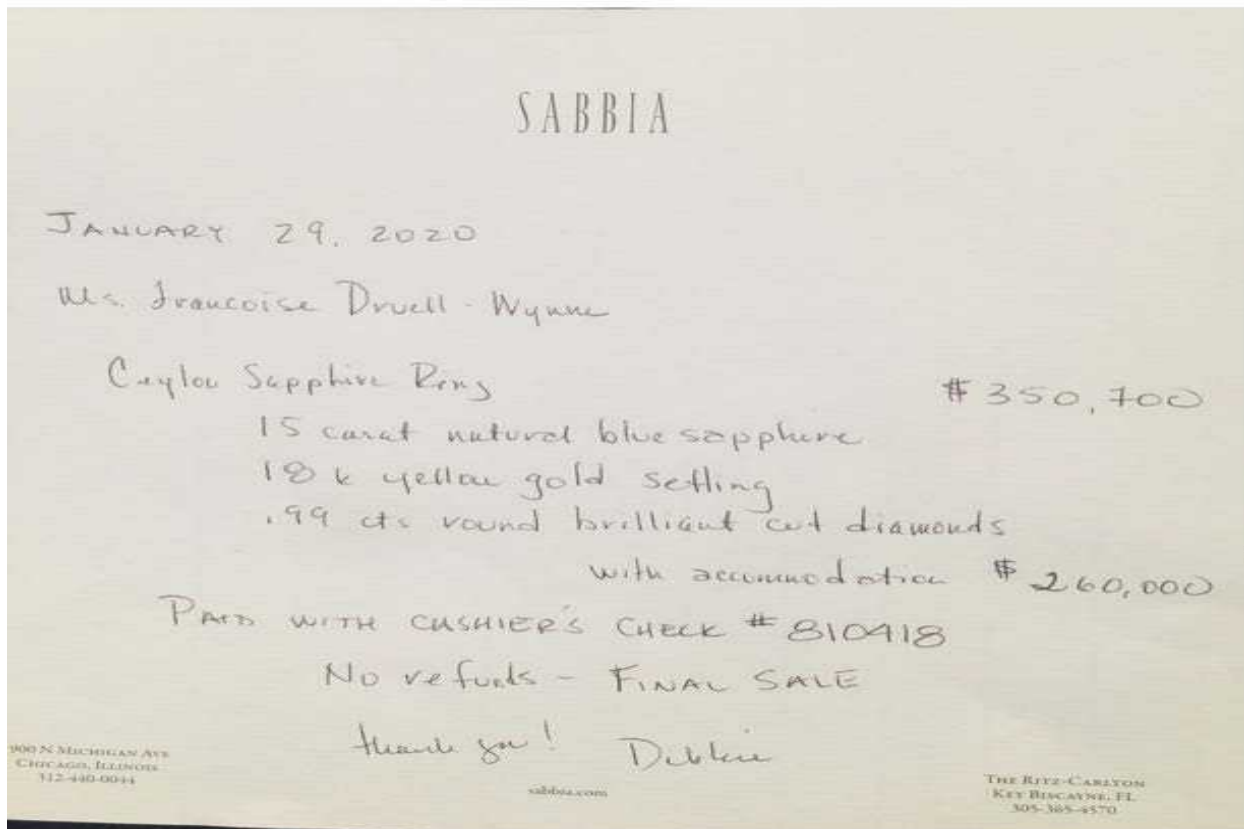 SABBIA
JANUARY 29, 2020
Ms. Francoise Druell-Wynne
Ceylon Sapphire Ring $350,700
15 carat natural blue sapphire
18 k yellow gold setting
.99 cts round brilliant cut diamonds
with accommodation $260,000
PAID WITH CASHIER'S CHECK # 810418
No refunds - FINAL SALE
thank you! Debbie
900 N MICHIGAN AVE
CHICAGO, ILLINOIS
312-440-0044
sabbia.com
THE RITZ-CARLTON
KEY BISCAYNE, FL
305-365-4570